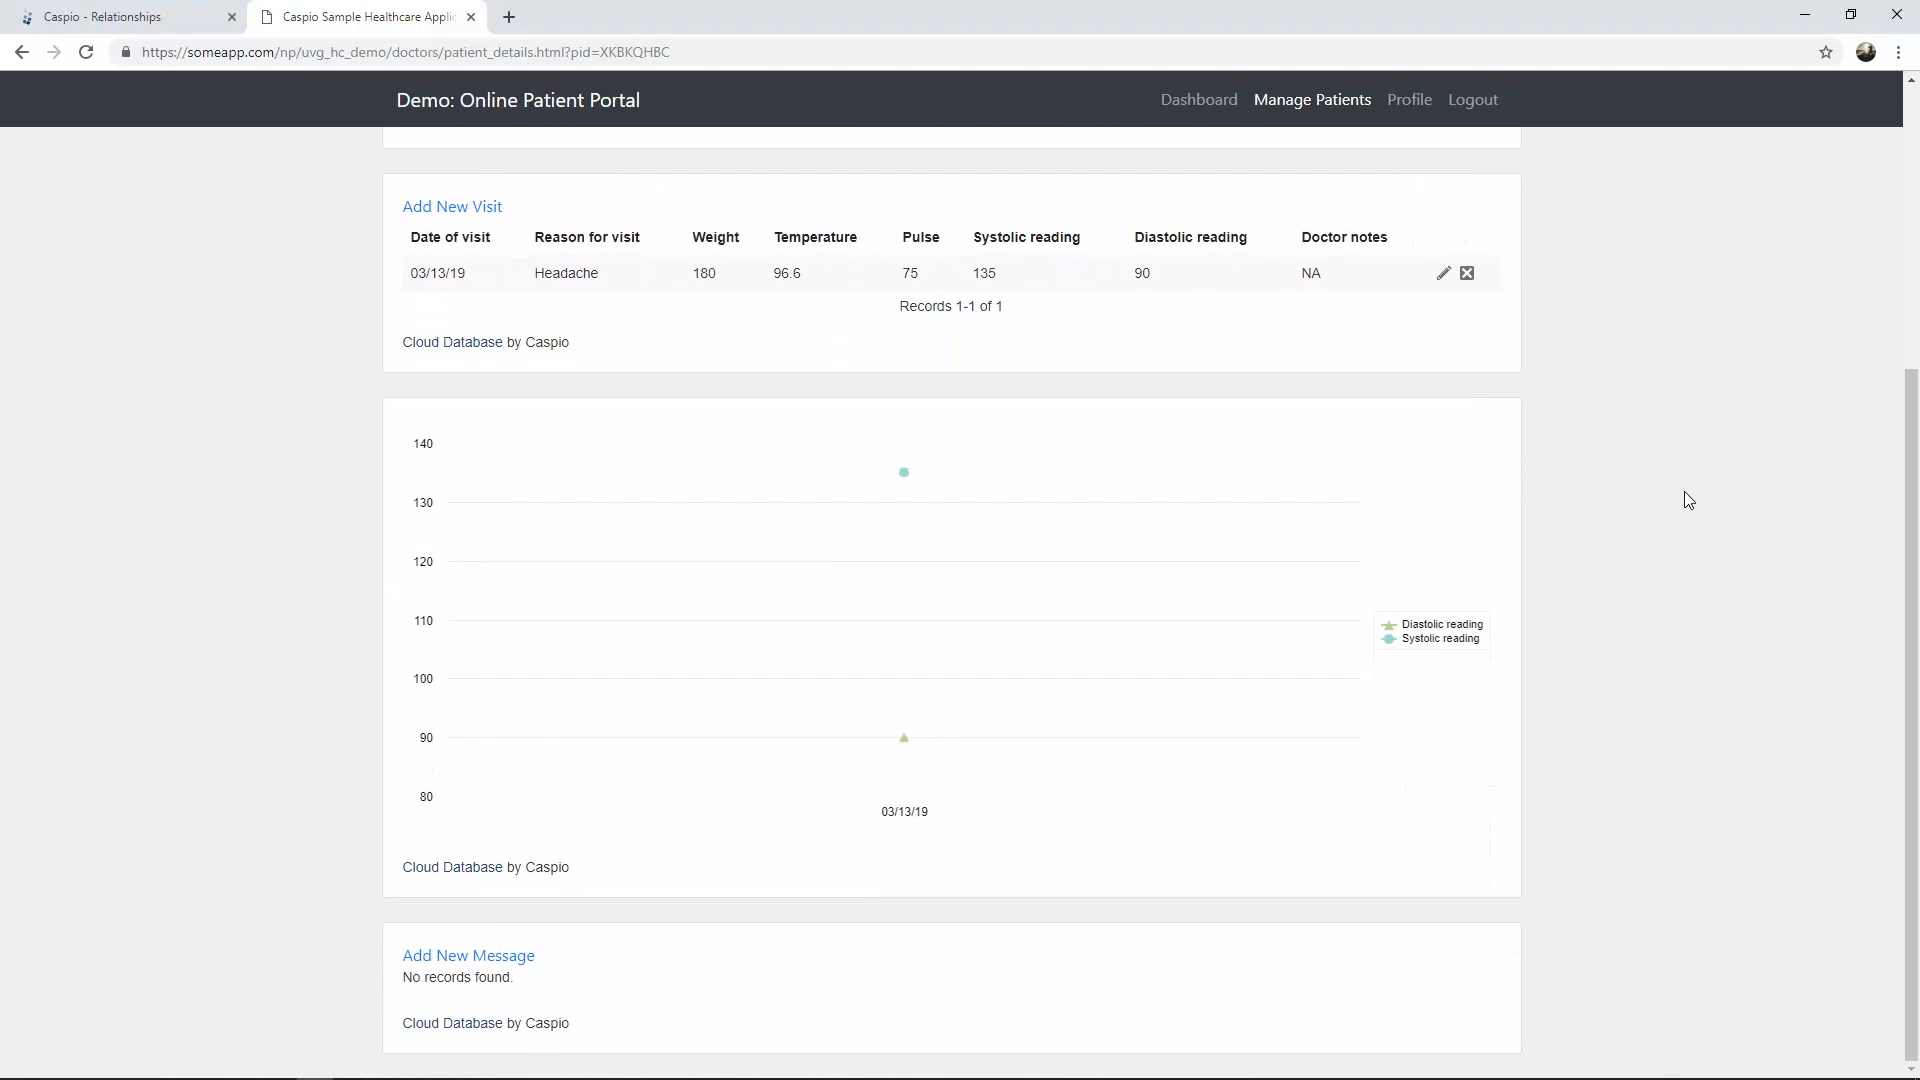 Caspio - Relationships
Caspio Sample Healthcare Applic
https://someapp.com/np/uvg_hc_demo/doctors/patient_details.html?pid=XKBKQHBC
Demo: Online Patient Portal Dashboard Manage Patients Profile Logout
Add New Visit
Date of visit Reason for visit Weight Temperature Pulse Systolic reading Diastolic reading Doctor notes
03/13/19 Headache 180 96.6 75 135 90 NA
Records 1-1 of 1
Cloud Database by Caspio
140
130
120
110
100
90
80
03/13/19
Diastolic reading
Systolic reading
Cloud Database by Caspio
Add New Message
No records found.
Cloud Database by Caspio